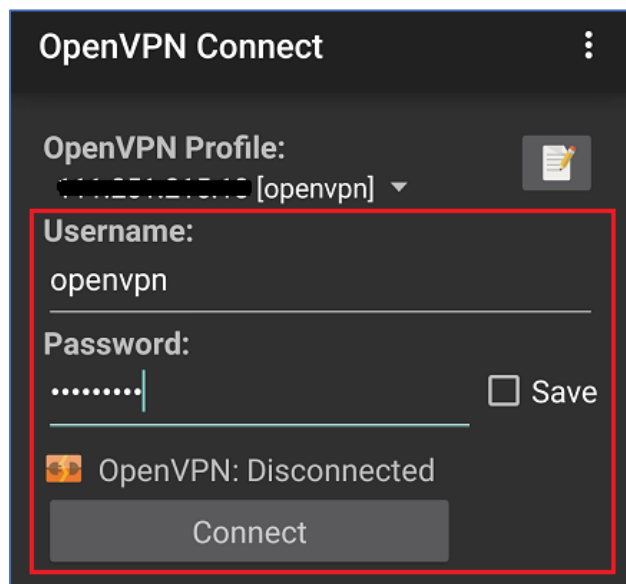 OpenVPN Connect
OpenVPN Profile:
[openvpn]
Username:
openvpn
Password:
•••••••••
Save
OpenVPN: Disconnected
Connect